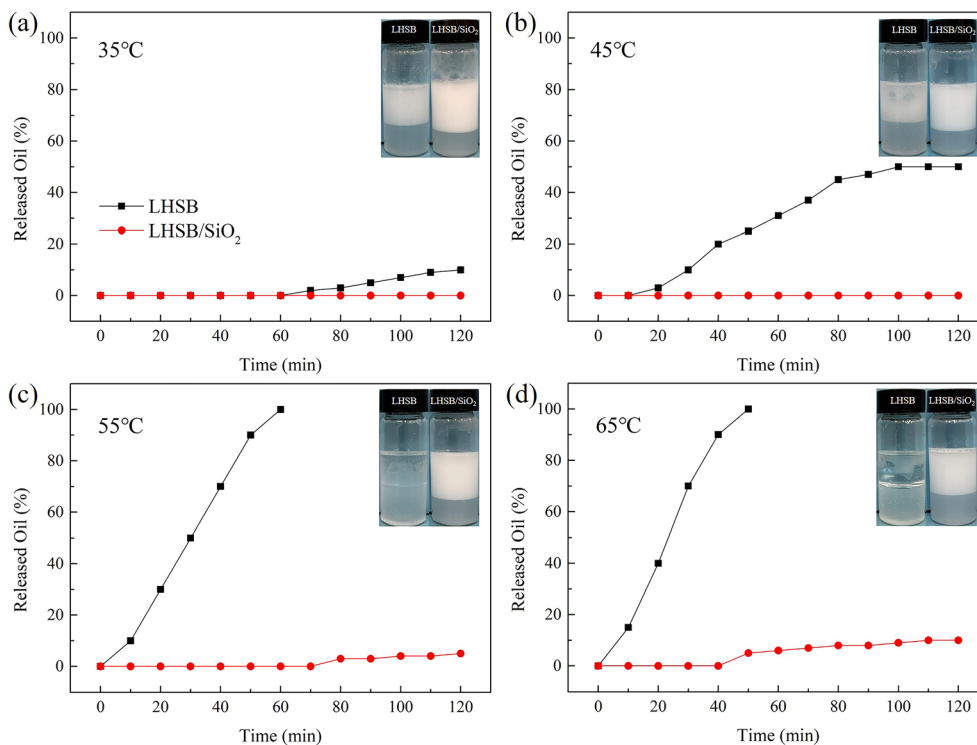 (a)
35℃
LHSB LHSB/SiO₂
LHSB
LHSB/SiO₂
Released Oil (%)
100
80
60
40
20
0
0 20 40 60 80 100 120
Time (min)
(b)
45℃
LHSB LHSB/SiO₂
Released Oil (%)
100
80
60
40
20
0
0 20 40 60 80 100 120
Time (min)
(c)
55℃
LHSB LHSB/SiO₂
Released Oil (%)
100
80
60
40
20
0
0 20 40 60 80 100 120
Time (min)
(d)
65℃
LHSB LHSB/SiO₂
Released Oil (%)
100
80
60
40
20
0
0 20 40 60 80 100 120
Time (min)